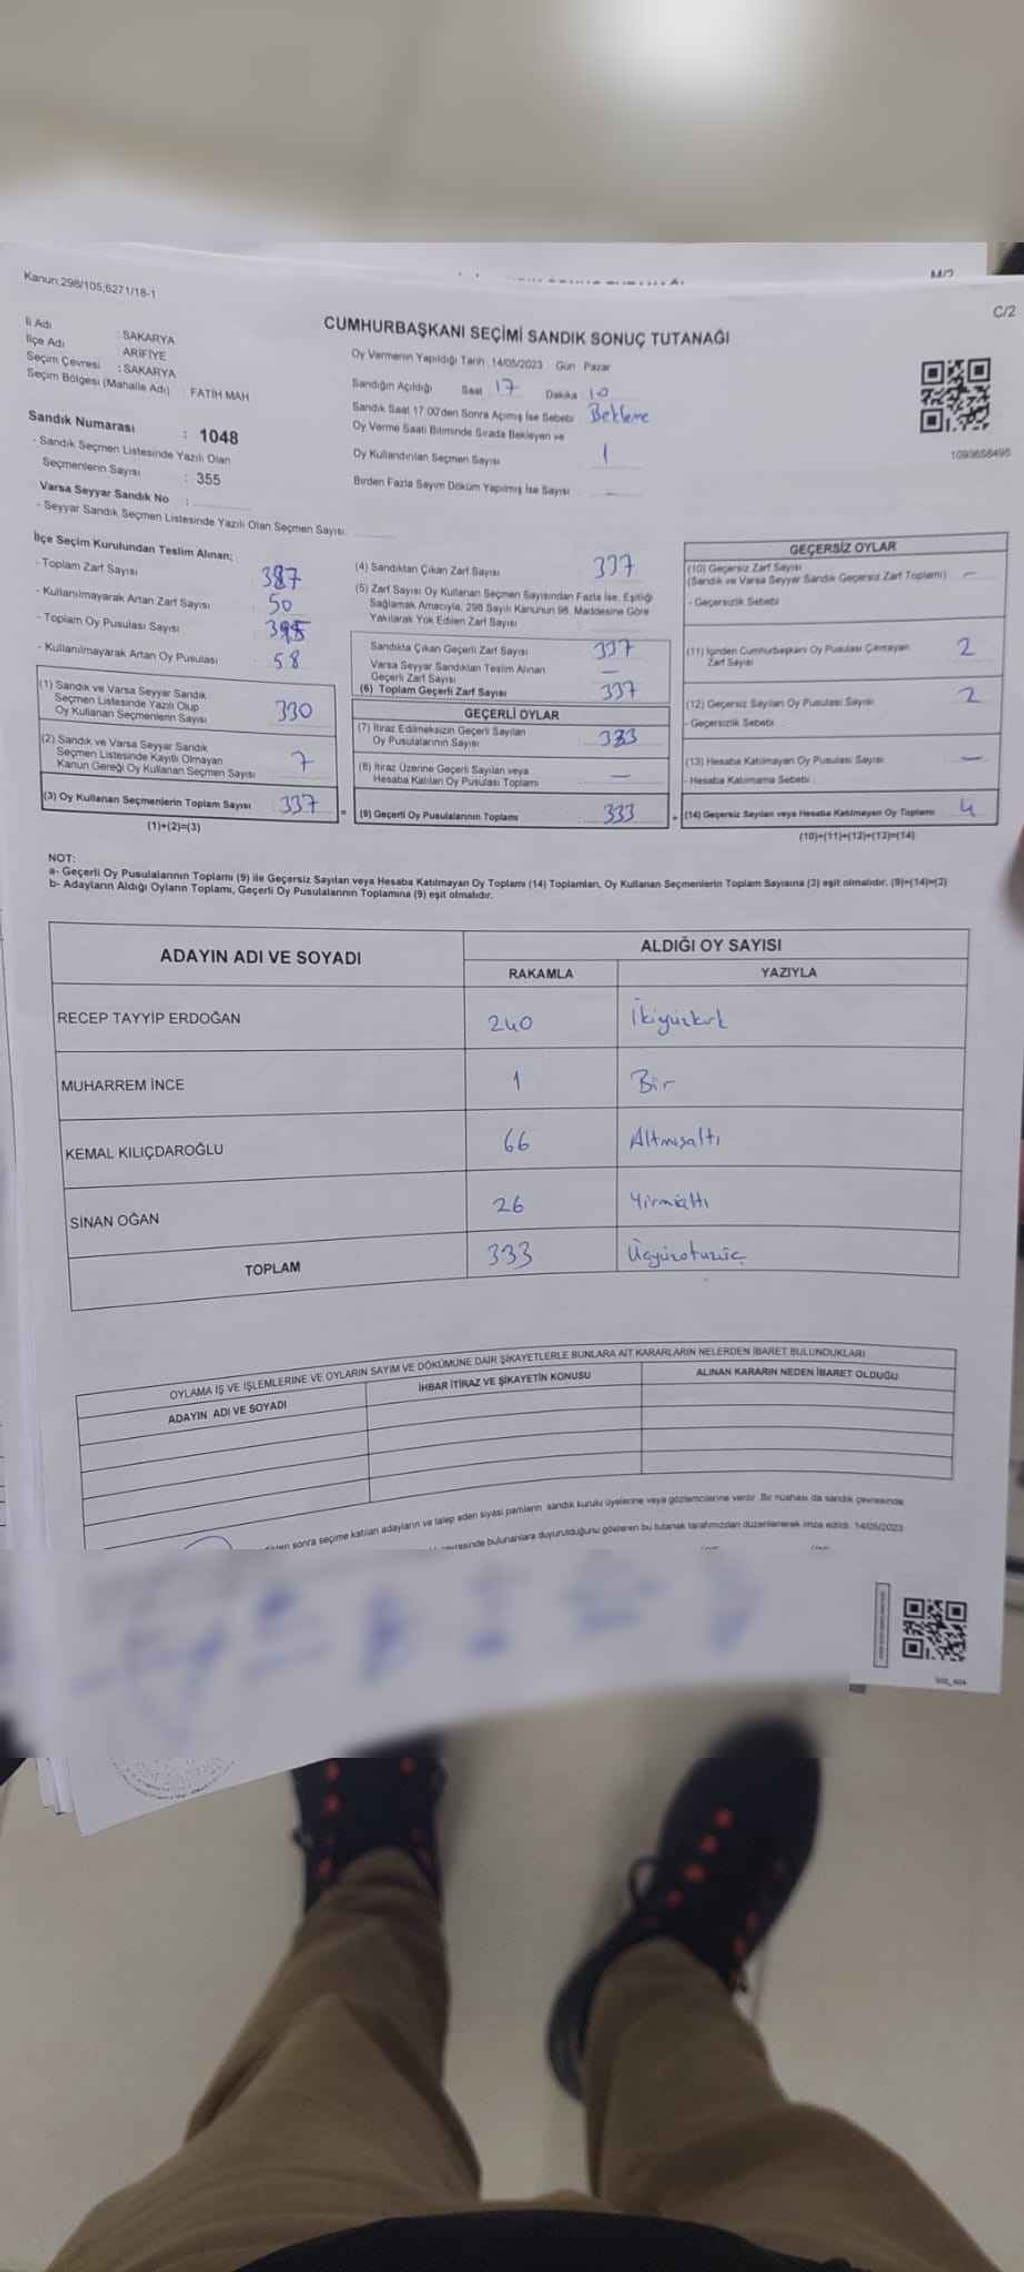 Kanun:298/105;6271/18-1
M/2
C/2
CUMHURBAŞKANI SEÇİMİ SANDIK SONUÇ TUTANAĞI
İl Adı : SAKARYA
İlçe Adı : ARİFİYE
Seçim Çevresi : SAKARYA
Seçim Bölgesi (Mahalle Adı) FATİH MAH
Oy Vermenin Yapıldığı Tarih :14/05/2023 Gün Pazar
Sandığın Açıldığı Saat 17 Dakika 10
Sandık Saat 17:00'den Sonra Açımış İse Sebebi Bekleme
Oy Verme Saati Bitiminde Sırada Bekleyen ve
Oy Kullandırılan Seçmen Sayısı 1
Birden Fazla Sayım Döküm Yapılmış İse Sayısı
1093658495
Sandık Numarası : 1048
- Sandık Seçmen Listesinde Yazılı Olan
Seçmenlerin Sayısı : 355
Varsa Seyyar Sandık No :
- Seyyar Sandık Seçmen Listesinde Yazılı Olan Seçmen Sayısı:
İlçe Seçim Kurulundan Teslim Alınan;
- Toplam Zarf Sayısı 387
- Kullanılmayarak Artan Zarf Sayısı 50
- Toplam Oy Pusulası Sayısı 395
- Kullanılmayarak Artan Oy Pusulası 58
(1) Sandık ve Varsa Seyyar Sandık
Seçmen Listesinde Yazılı Olup
Oy Kullanan Seçmenlerin Sayısı 330
(2) Sandık ve Varsa Seyyar Sandık
Seçmen Listesinde Kayıtlı Olmayan
Kanun Gereği Oy Kullanan Seçmen Sayısı 7
(3) Oy Kullanan Seçmenlerin Toplam Sayısı 337
(1)+(2)=(3)
(4) Sandıktan Çıkan Zarf Sayısı 337
(5) Zarf Sayısı Oy Kullanan Seçmen Sayısından Fazla İse, Eşitliği
Sağlamak Amacıyla, 298 Sayılı Kanunun 98. Maddesine Göre
Yakılarak Yok Edilen Zarf Sayısı
Sandıkta Çıkan Geçerli Zarf Sayısı 337
Varsa Seyyar Sandıktan Teslim Alınan
Geçerli Zarf Sayısı —
(6) Toplam Geçerli Zarf Sayısı 337
GEÇERLİ OYLAR
(7) İtiraz Edilmeksizin Geçerli Sayılan
Oy Pusulalarının Sayısı 333
(8) İtiraz Üzerine Geçerli Sayılan veya
Hesaba Katılan Oy Pusulası Toplamı —
= (9) Geçerli Oy Pusulalarının Toplamı 333
GEÇERSİZ OYLAR
(10) Geçersiz Zarf Sayısı
(Sandık ve Varsa Seyyar Sandık Geçersiz Zarf Toplamı) —
- Geçersizlik Sebebi
(11) İçinden Cumhurbaşkanı Oy Pusulası Çıkmayan
Zarf Sayısı 2
(12) Geçersiz Sayılan Oy Pusulası Sayısı 2
- Geçersizlik Sebebi :
(13) Hesaba Katılmayan Oy Pusulası Sayısı —
- Hesaba Katılmama Sebebi :
+ (14) Geçersiz Sayılan veya Hesaba Katılmayan Oy Toplamı 4
(10)+(11)+(12)+(13)=(14)
NOT:
a- Geçerli Oy Pusulalarının Toplamı (9) ile Geçersiz Sayılan veya Hesaba Katılmayan Oy Toplamı (14) Toplamları, Oy Kullanan Seçmenlerin Toplam Sayısına (3) eşit olmalıdır. (9)+(14)=(3)
b- Adayların Aldığı Oyların Toplamı, Geçerli Oy Pusulalarının Toplamına (9) eşit olmalıdır.
ADAYIN ADI VE SOYADI ALDIĞI OY SAYISI
RAKAMLA YAZIYLA
RECEP TAYYİP ERDOĞAN 240 İkiyüzkırk
MUHARREM İNCE 1 Bir
KEMAL KILIÇDAROĞLU 66 Altmışaltı
SİNAN OĞAN 26 Yirmialtı
TOPLAM 333 Üçyüzotuzüç
OYLAMA İŞ VE İŞLEMLERİNE VE OYLARIN SAYIM VE DÖKÜMÜNE DAİR ŞİKAYETLERLE BUNLARA AİT KARARLARIN NELERDEN İBARET BULUNDUKLARI
ADAYIN ADI VE SOYADI İHBAR İTİRAZ VE ŞİKAYETİN KONUSU ALINAN KARARIN NEDEN İBARET OLDUĞU
sonra seçime katılan adayların ve talep eden siyasi partilerin sandık kurulu üyelerine veya gözlemcilerine verilir. Bir nüshası da sandık çevresinde
bulunanlara duyurulduğunu gösteren bu tutanak tarafımızdan düzenlenerek imza edildi. 14/05/2023